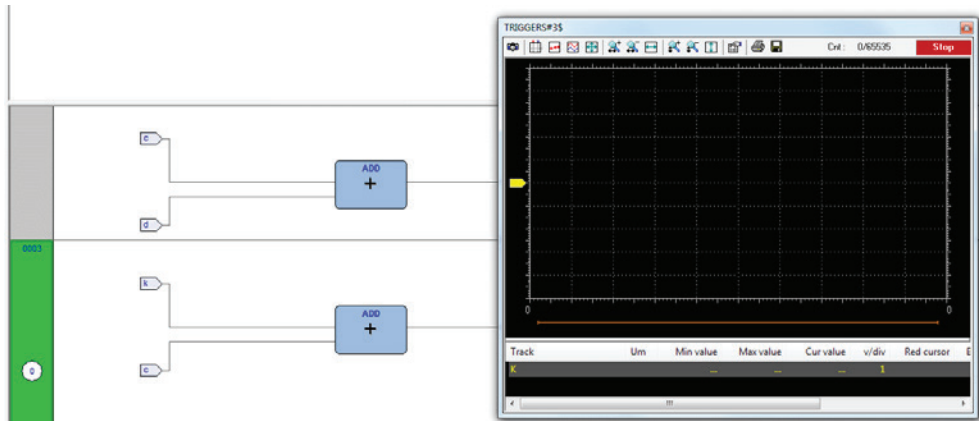 TRIGGERS#3$
Cnt: 0/65535 Stop
c
ADD
+
d
0 0
0003
k
ADD
+
c
0
Track Um Min value Max value Cur value v/div Red cursor
K ... ... ... 1